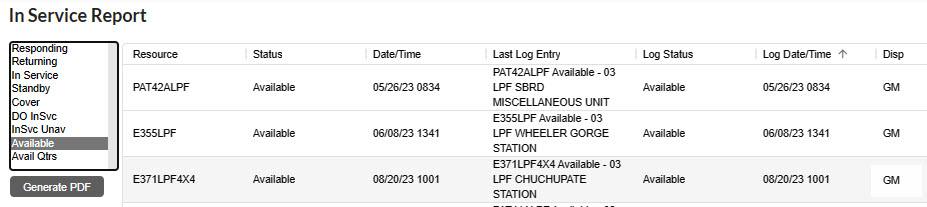 In Service Report
Responding
Returning
In Service
Standby
Cover
DO InSvc
InSvc Unav
Available
Avail Qtrs
Generate PDF
Resource Status Date/Time Last Log Entry Log Status Log Date/Time ↑ Disp
PAT42ALPF Available 05/26/23 0834 PAT42ALPF Available - 03 LPF SBRD MISCELLANEOUS UNIT Available 05/26/23 0834 GM
E355LPF Available 06/08/23 1341 E355LPF Available - 03 LPF WHEELER GORGE STATION Available 06/08/23 1341 GM
E371LPF4X4 Available 08/20/23 1001 E371LPF4X4 Available - 03 LPF CHUCHUPATE STATION Available 08/20/23 1001 GM